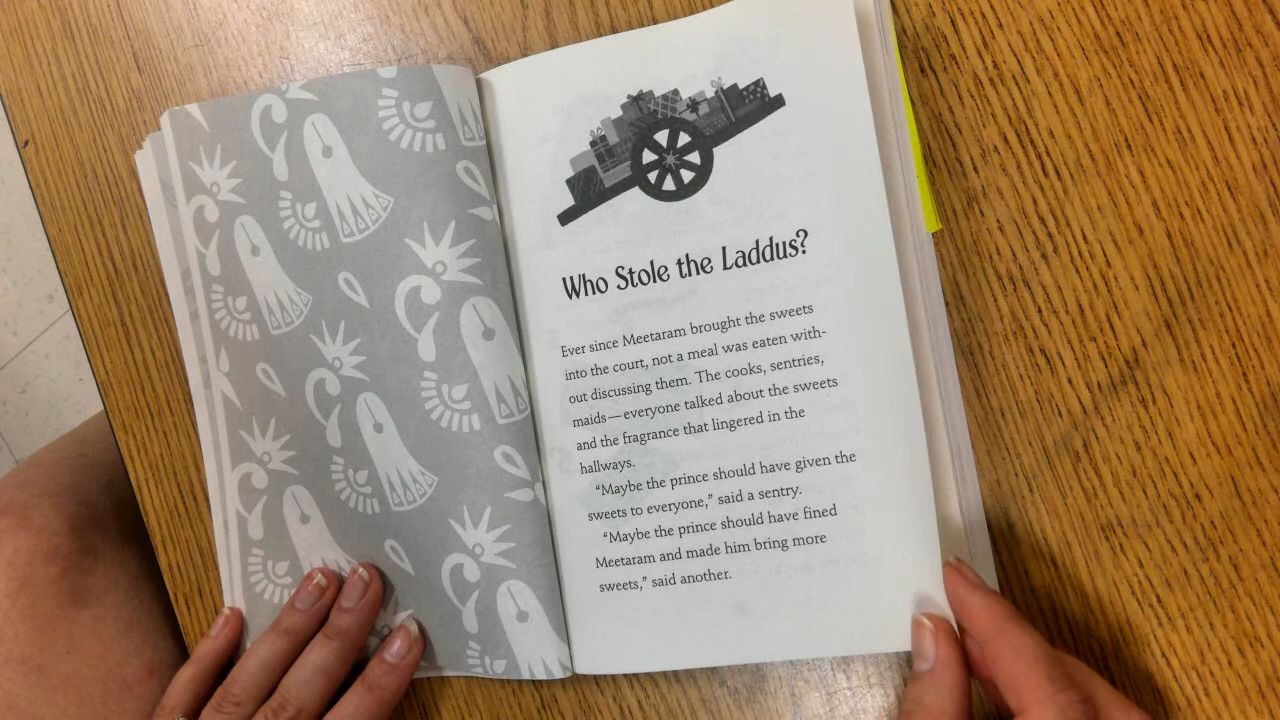 Who Stole the Laddus?
Ever since Meetaram brought the sweets
into the court, not a meal was eaten with-
out discussing them. The cooks, sentries,
maids—everyone talked about the sweets
and the fragrance that lingered in the
hallways.
“Maybe the prince should have given the
sweets to everyone,” said a sentry.
“Maybe the prince should have fined
Meetaram and made him bring more
sweets,” said another.